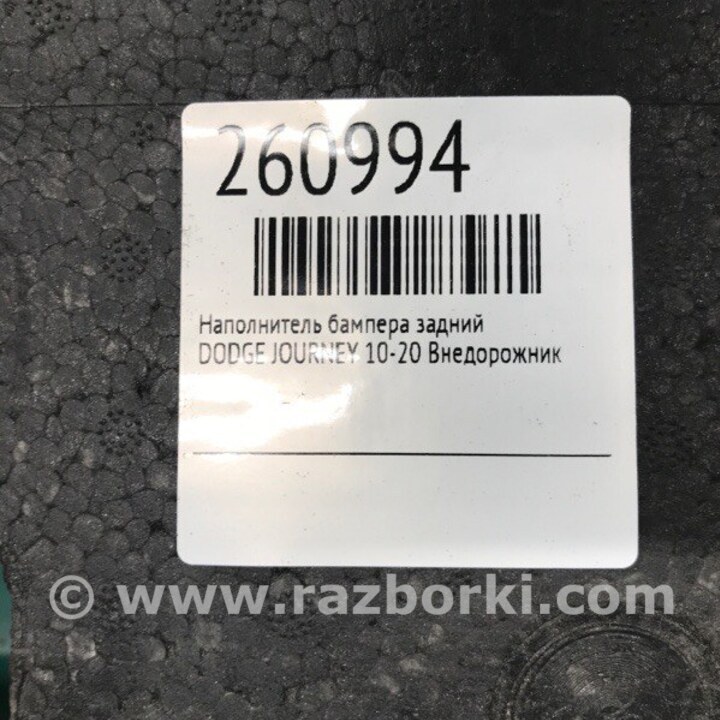 260994
Наполнитель бампера задний
DODGE JOURNEY 10-20 Внедорожник
© www.razborki.com